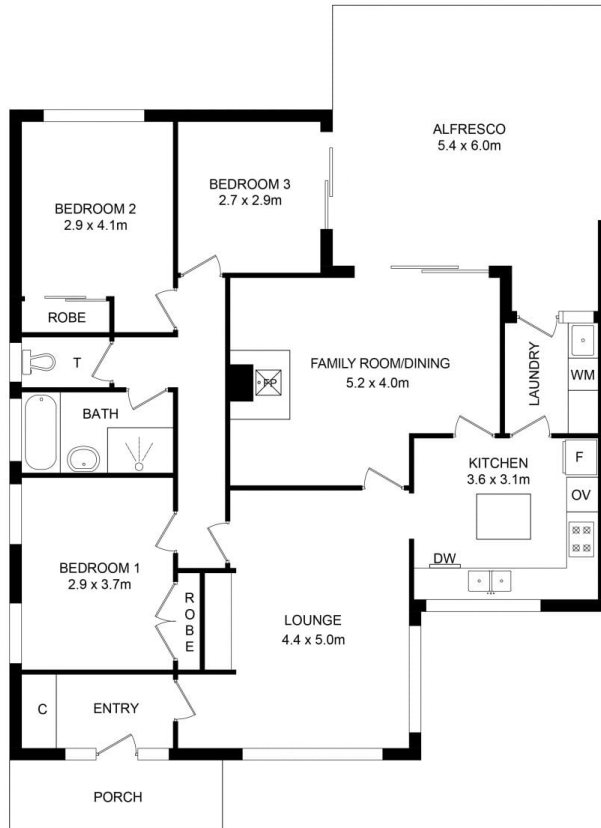 ALFRESCO
5.4 x 6.0m
BEDROOM 3
2.7 x 2.9m
BEDROOM 2
2.9 x 4.1m
ROBE
T
BATH
FAMILY ROOM/DINING
5.2 x 4.0m
FP
LAUNDRY
WM
KITCHEN
3.6 x 3.1m
F
OV
DW
BEDROOM 1
2.9 x 3.7m
ROBE
LOUNGE
4.4 x 5.0m
C
ENTRY
PORCH